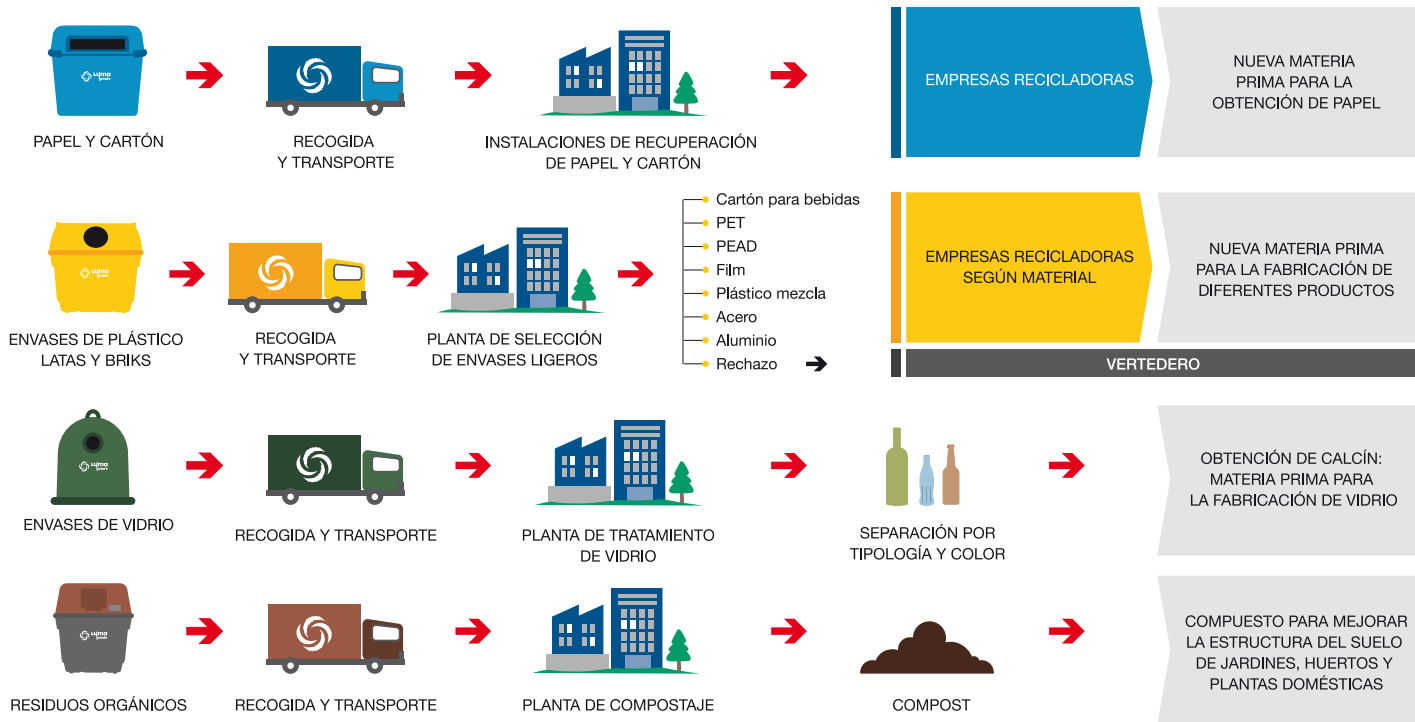 PAPEL Y CARTÓN
RECOGIDA
Y TRANSPORTE
INSTALACIONES DE RECUPERACIÓN
DE PAPEL Y CARTÓN
EMPRESAS RECICLADORAS
NUEVA MATERIA
PRIMA PARA LA
OBTENCIÓN DE PAPEL
ENVASES DE PLÁSTICO
LATAS Y BRIKS
RECOGIDA
Y TRANSPORTE
PLANTA DE SELECCIÓN
DE ENVASES LIGEROS
Cartón para bebidas
PET
PEAD
Film
Plástico mezcla
Acero
Aluminio
Rechazo
EMPRESAS RECICLADORAS
SEGÚN MATERIAL
NUEVA MATERIA PRIMA
PARA LA FABRICACIÓN DE
DIFERENTES PRODUCTOS
VERTEDERO
ENVASES DE VIDRIO
RECOGIDA Y TRANSPORTE
PLANTA DE TRATAMIENTO
DE VIDRIO
SEPARACIÓN POR
TIPOLOGÍA Y COLOR
OBTENCIÓN DE CALCÍN:
MATERIA PRIMA PARA
LA FABRICACIÓN DE VIDRIO
RESIDUOS ORGÁNICOS
RECOGIDA Y TRANSPORTE
PLANTA DE COMPOSTAJE
COMPOST
COMPUESTO PARA MEJORAR
LA ESTRUCTURA DEL SUELO
DE JARDINES, HUERTOS Y
PLANTAS DOMÉSTICAS